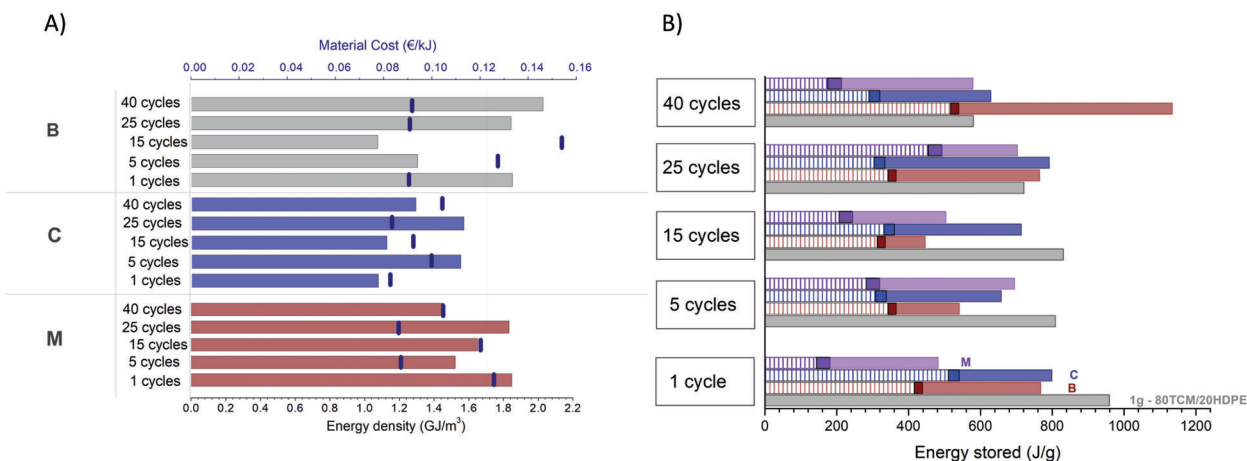 A)
Material Cost (€/kJ)
0.00 0.02 0.04 0.06 0.08 0.10 0.12 0.14 0.16
B
40 cycles
25 cycles
15 cycles
5 cycles
1 cycles
C
40 cycles
25 cycles
15 cycles
5 cycles
1 cycles
M
40 cycles
25 cycles
15 cycles
5 cycles
1 cycles
0.0 0.2 0.4 0.6 0.8 1.0 1.2 1.4 1.6 1.8 2.0 2.2
Energy density (GJ/m³)
B)
40 cycles
25 cycles
15 cycles
5 cycles
1 cycle
M
C
B
1g - 80TCM/20HDPE
0 200 400 600 800 1000 1200
Energy stored (J/g)